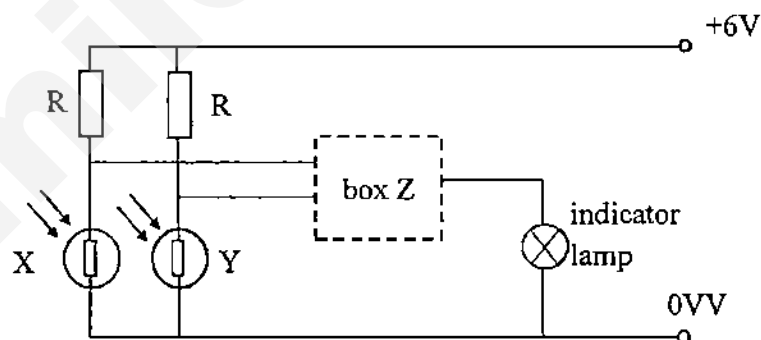 +6V
R
R
box Z
indicator
lamp
X
Y
0VV